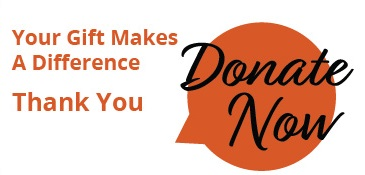 Your Gift Makes
A Difference
Thank You
Donate
Now